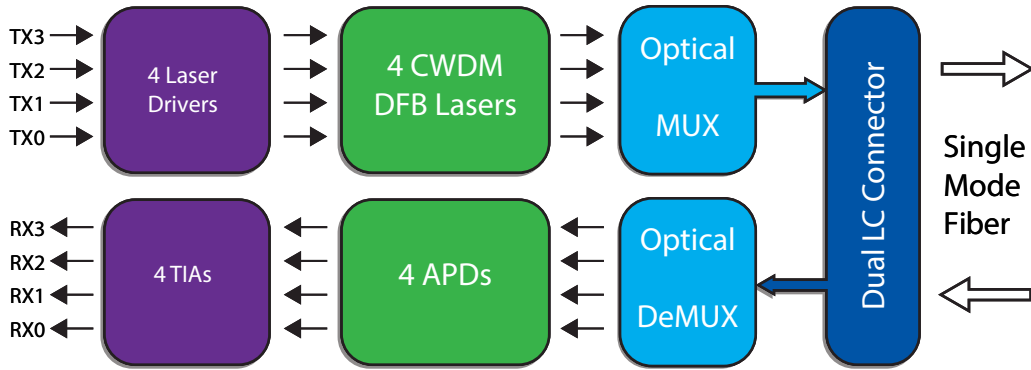 TX3
TX2
TX1
TX0
4 Laser
Drivers
4 CWDM
DFB Lasers
Optical
MUX
Dual LC Connector
Single
Mode
Fiber
RX3
RX2
RX1
RX0
4 TIAs
4 APDs
Optical
DeMUX